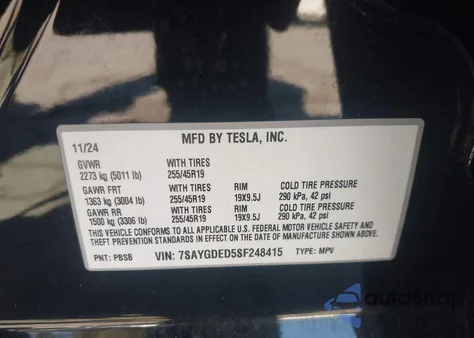 MFD BY TESLA, INC.
11/24
GVWR WITH TIRES
2273 kg (5011 lb) 255/45R19
GAWR FRT WITH TIRES RIM COLD TIRE PRESSURE
1363 kg (3004 lb) 255/45R19 19X9.5J 290 kPa, 42 psi
GAWR RR WITH TIRES RIM COLD TIRE PRESSURE
1500 kg (3306 lb) 255/45R19 19X9.5J 290 kPa, 42 psi
THIS VEHICLE CONFORMS TO ALL APPLICABLE U.S. FEDERAL MOTOR VEHICLE
SAFETY AND THEFT PREVENTION STANDARDS IN EFFECT ON THE
DATE OF MANUFACTURE SHOWN ABOVE.
PNT: PBSB VIN: 7SAYGDED5SF248415 TYPE: MPV
autoSnap